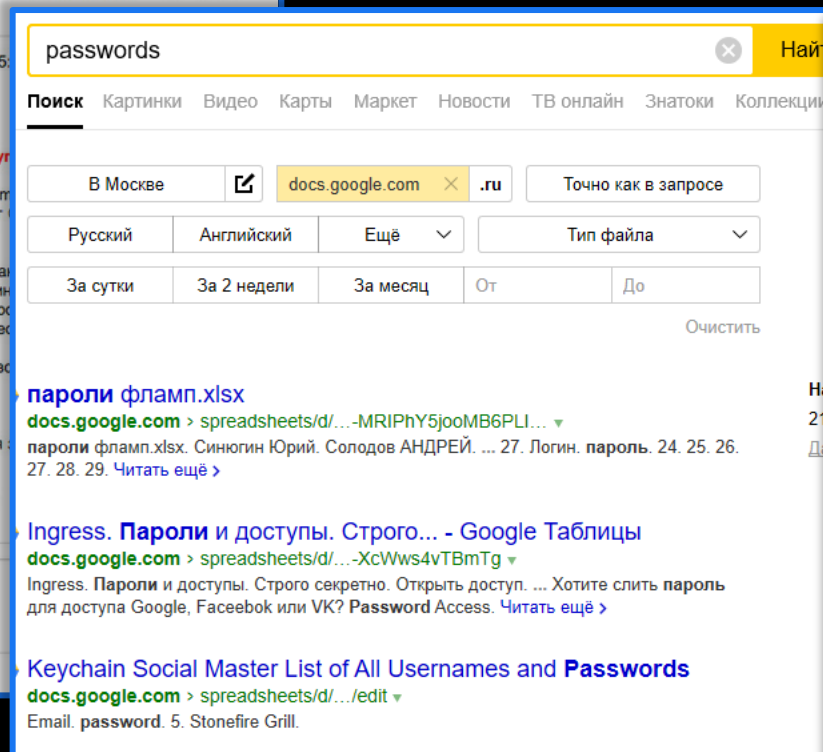 passwords
Най
Поиск Картинки Видео Карты Маркет Новости ТВ онлайн Знатоки Коллекции
В Москве docs.google.com .ru Точно как в запросе
Русский Английский Ещё Тип файла
За сутки За 2 недели За месяц От До
Очистить
пароли фламп.xlsx
docs.google.com › spreadsheets/d/…-MRIPhY5jooMB6PLI…
пароли фламп.xlsx. Синюгин Юрий. Солодов АНДРЕЙ. ... 27. Логин. пароль. 24. 25. 26.
27. 28. 29. Читать ещё ›
Ingress. Пароли и доступы. Строго... - Google Таблицы
docs.google.com › spreadsheets/d/…-XcWws4vTBmTg
Ingress. Пароли и доступы. Строго секретно. Открыть доступ. ... Хотите слить пароль
для доступа Google, Faceebok или VK? Password Access. Читать ещё ›
Keychain Social Master List of All Usernames and Passwords
docs.google.com › spreadsheets/d/…/edit
Email. password. 5. Stonefire Grill.